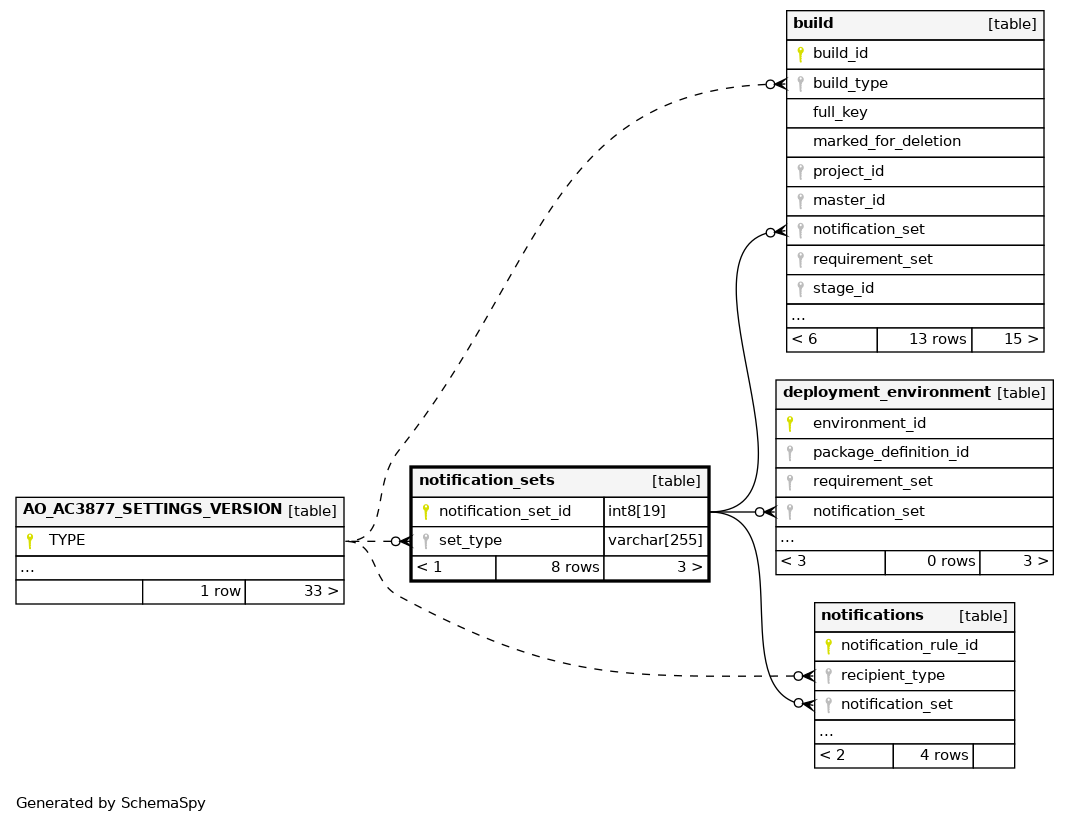 build [table]
build_id
build_type
full_key
marked_for_deletion
project_id
master_id
notification_set
requirement_set
stage_id
...
< 6 13 rows 15 >
deployment_environment [table]
environment_id
package_definition_id
requirement_set
notification_set
...
< 3 0 rows 3 >
notification_sets [table]
notification_set_id int8[19]
set_type varchar[255]
< 1 8 rows 3 >
AO_AC3877_SETTINGS_VERSION [table]
TYPE
...
1 row 33 >
notifications [table]
notification_rule_id
recipient_type
notification_set
...
< 2 4 rows
Generated by SchemaSpy